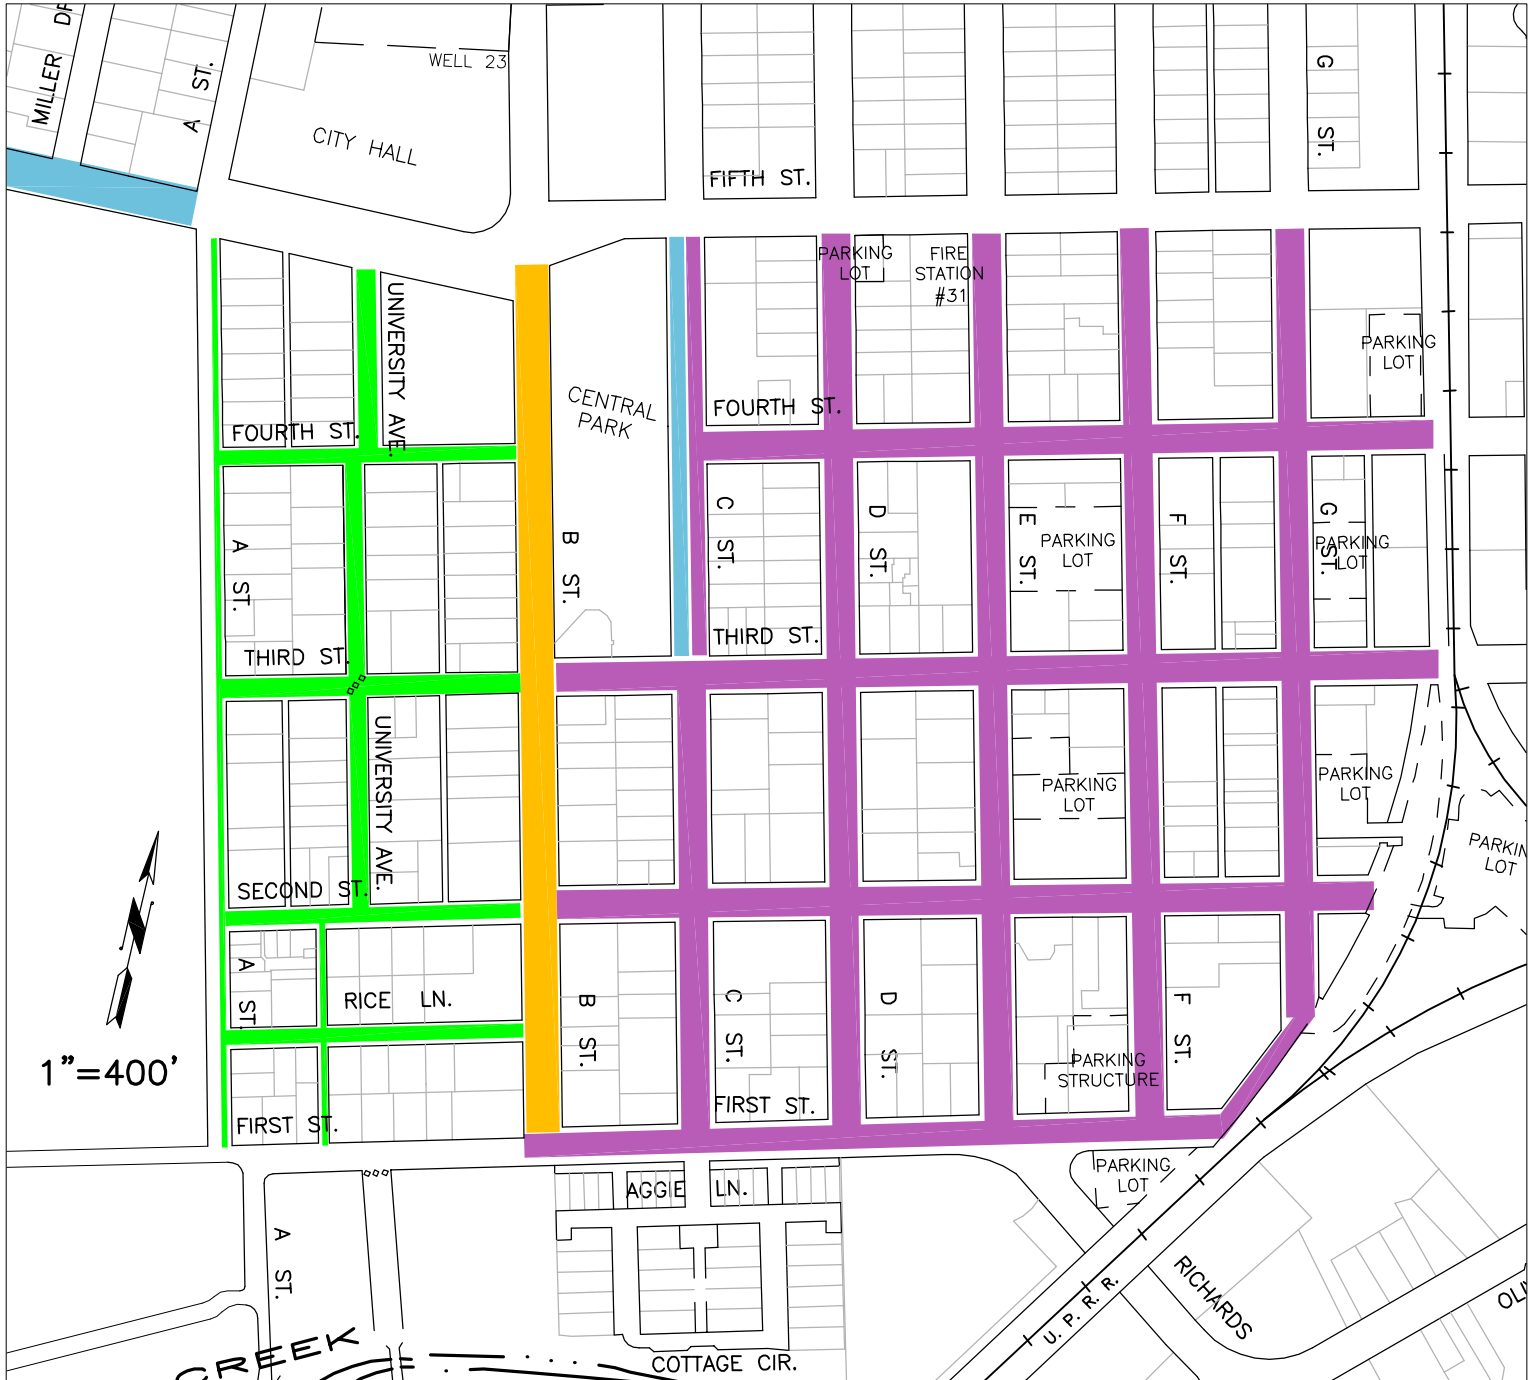 MILLER
A ST.
WELL 23
CITY HALL
G ST.
FIFTH ST.
UNIVERSITY AVE.
CENTRAL
PARK
PARKING
LOT
FIRE
STATION
#31
PARKING
LOT
FOURTH ST.
FOURTH ST.
A ST.
B ST.
C ST.
D ST.
E ST.
PARKING
LOT
F ST.
G ST.
PARKING
LOT
THIRD ST.
THIRD ST.
UNIVERSITY AVE.
PARKING
LOT
PARKING
LOT
LOT
SECOND ST.
A ST.
RICE LN.
B ST.
C ST.
D ST.
F ST.
PARKING
STRUCTURE
1"=400'
FIRST ST.
FIRST ST.
AGGIE LN.
PARKING
LOT
A ST.
RICHARDS
U. P. R. R.
CREEK
COTTAGE CIR.